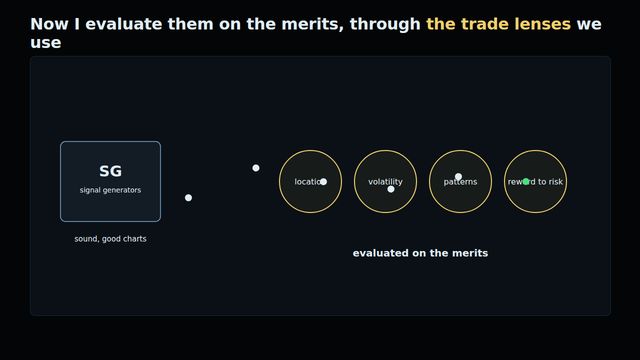 Now I evaluate them on the merits, through the trade lenses we
use
SG
signal generators
sound, good charts
location
volatility
patterns
reward to risk
evaluated on the merits